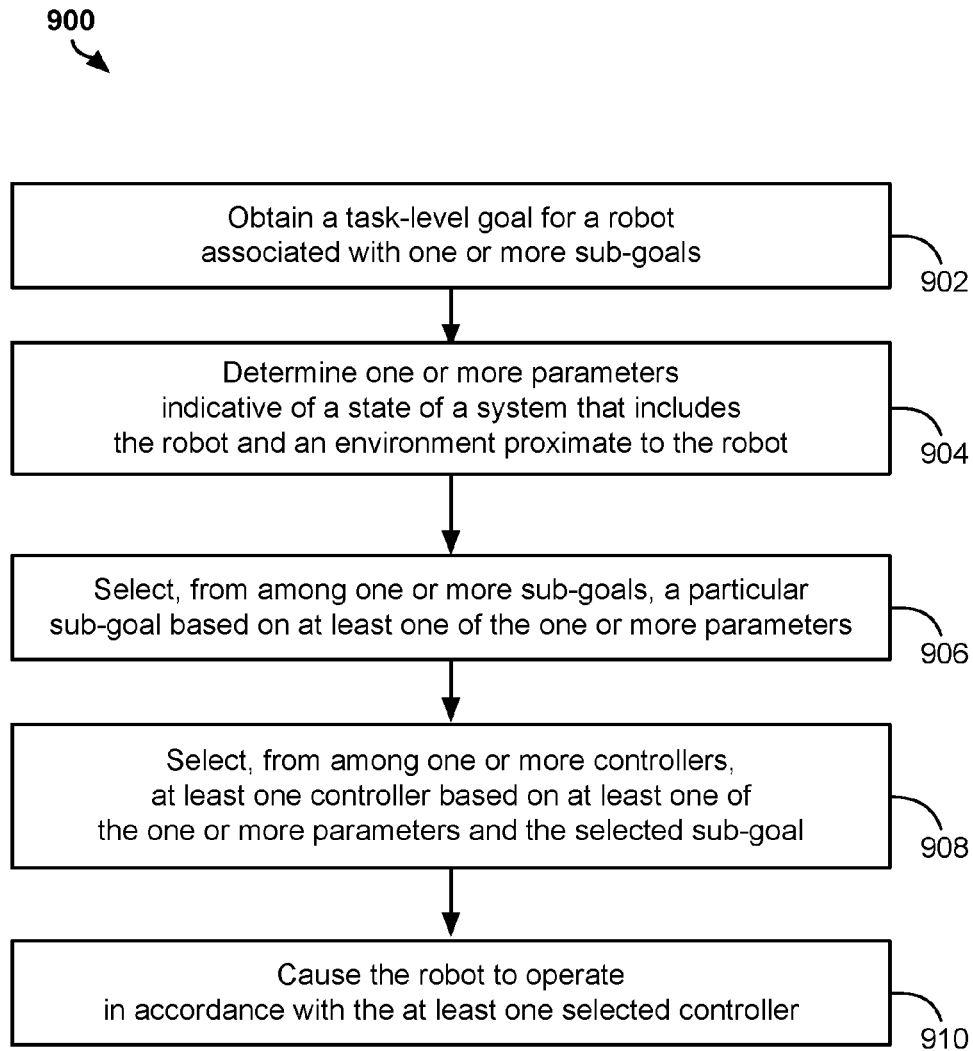 900
Obtain a task-level goal for a robot
associated with one or more sub-goals
902
Determine one or more parameters
indicative of a state of a system that includes
the robot and an environment proximate to the robot
904
Select, from among one or more sub-goals, a particular
sub-goal based on at least one of the one or more parameters
906
Select, from among one or more controllers,
at least one controller based on at least one of
the one or more parameters and the selected sub-goal
908
Cause the robot to operate
in accordance with the at least one selected controller
910